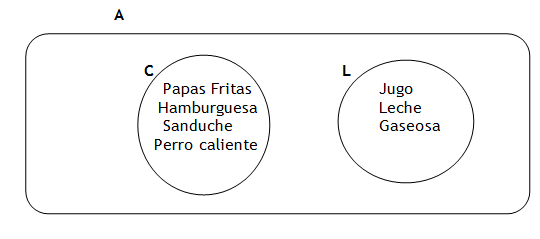 A
C
Papas Fritas
Hamburguesa
Sanduche
Perro caliente
L
Jugo
Leche
Gaseosa